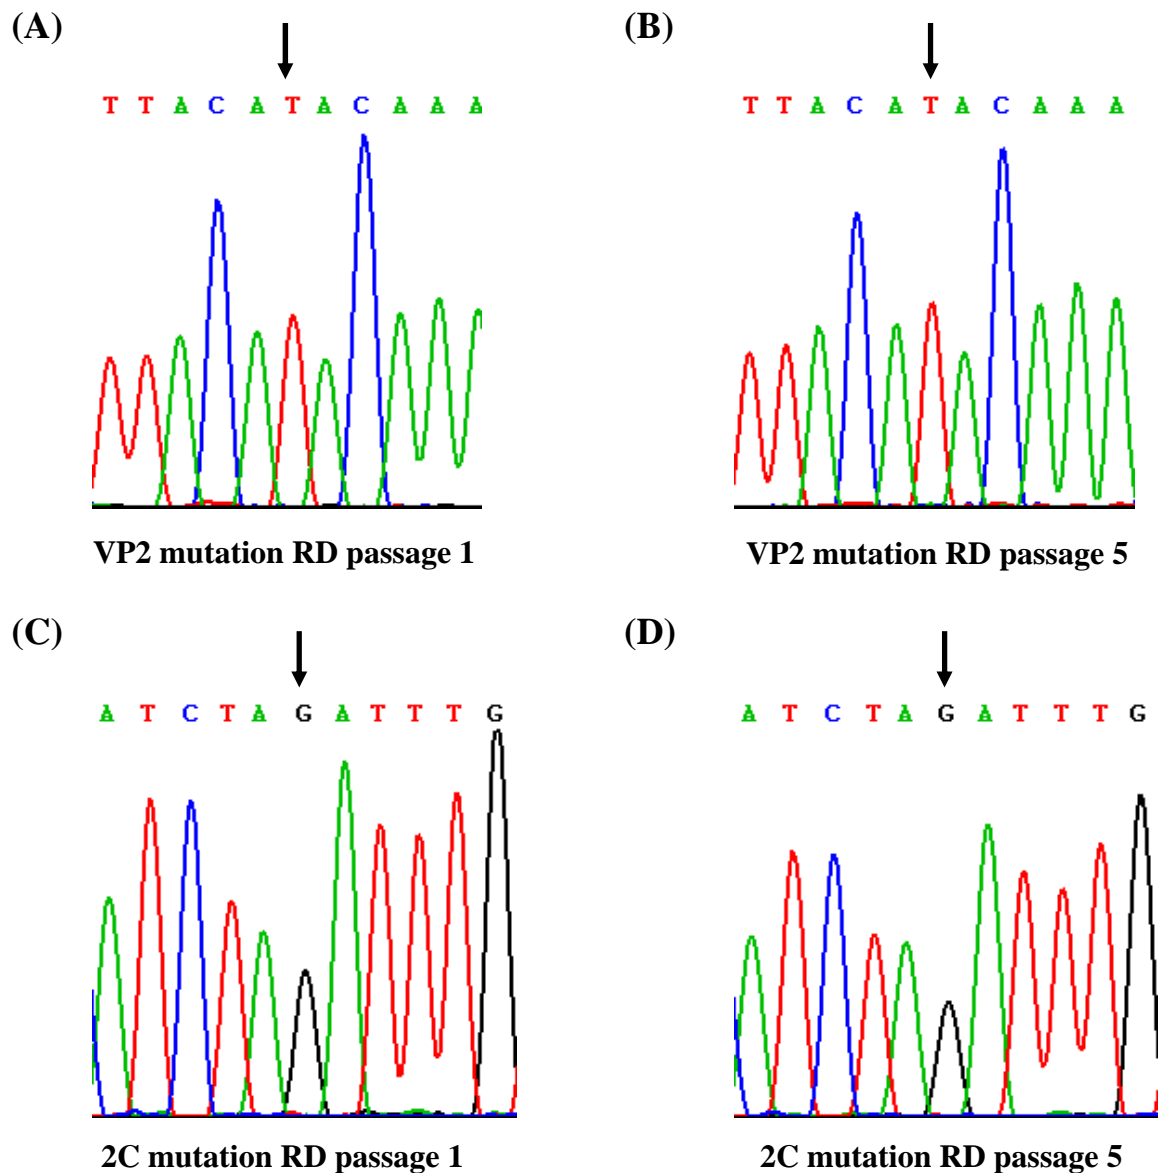 (A)
T T A C A T A C A A A
VP2 mutation RD passage 1
(B)
T T A C A T A C A A A
VP2 mutation RD passage 5
(C)
A T C T A G A T T T G
2C mutation RD passage 1
(D)
A T C T A G A T T T G
2C mutation RD passage 5